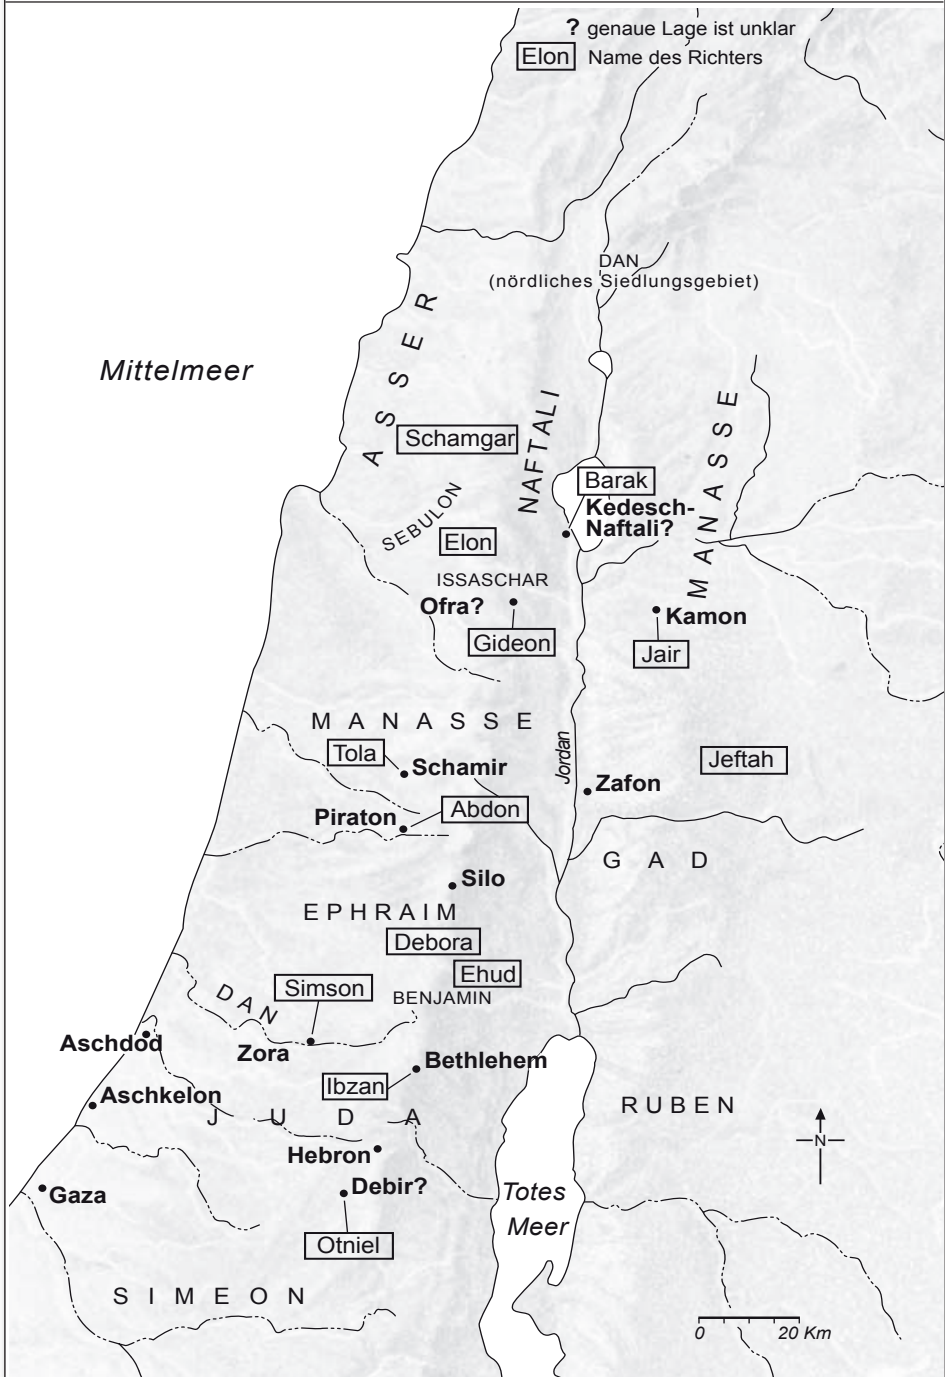 ? genaue Lage ist unklar
Elon Name des Richters
DAN
(nördliches Siedlungsgebiet)
ASSER
Mittelmeer
NAFTALI
MANASSE
Schamgar
Barak
SEBULON
Kedesch-
Naftali?
Elon
ISSASCHAR
Ofra?
Kamon
Gideon
Jair
MANASSE
Tola
Jordan
Jeftah
Schamir
Zafon
Abdon
Piraton
GAD
Silo
EPHRAIM
Debora
Ehud
Simson
DAN
BENJAMIN
Aschdod
Zora
Bethlehem
Ibzan
Aschkelon
JUDA
RUBEN
N
Hebron
Debir?
Gaza
Totes
Meer
Otniel
SIMEON
0 20 Km